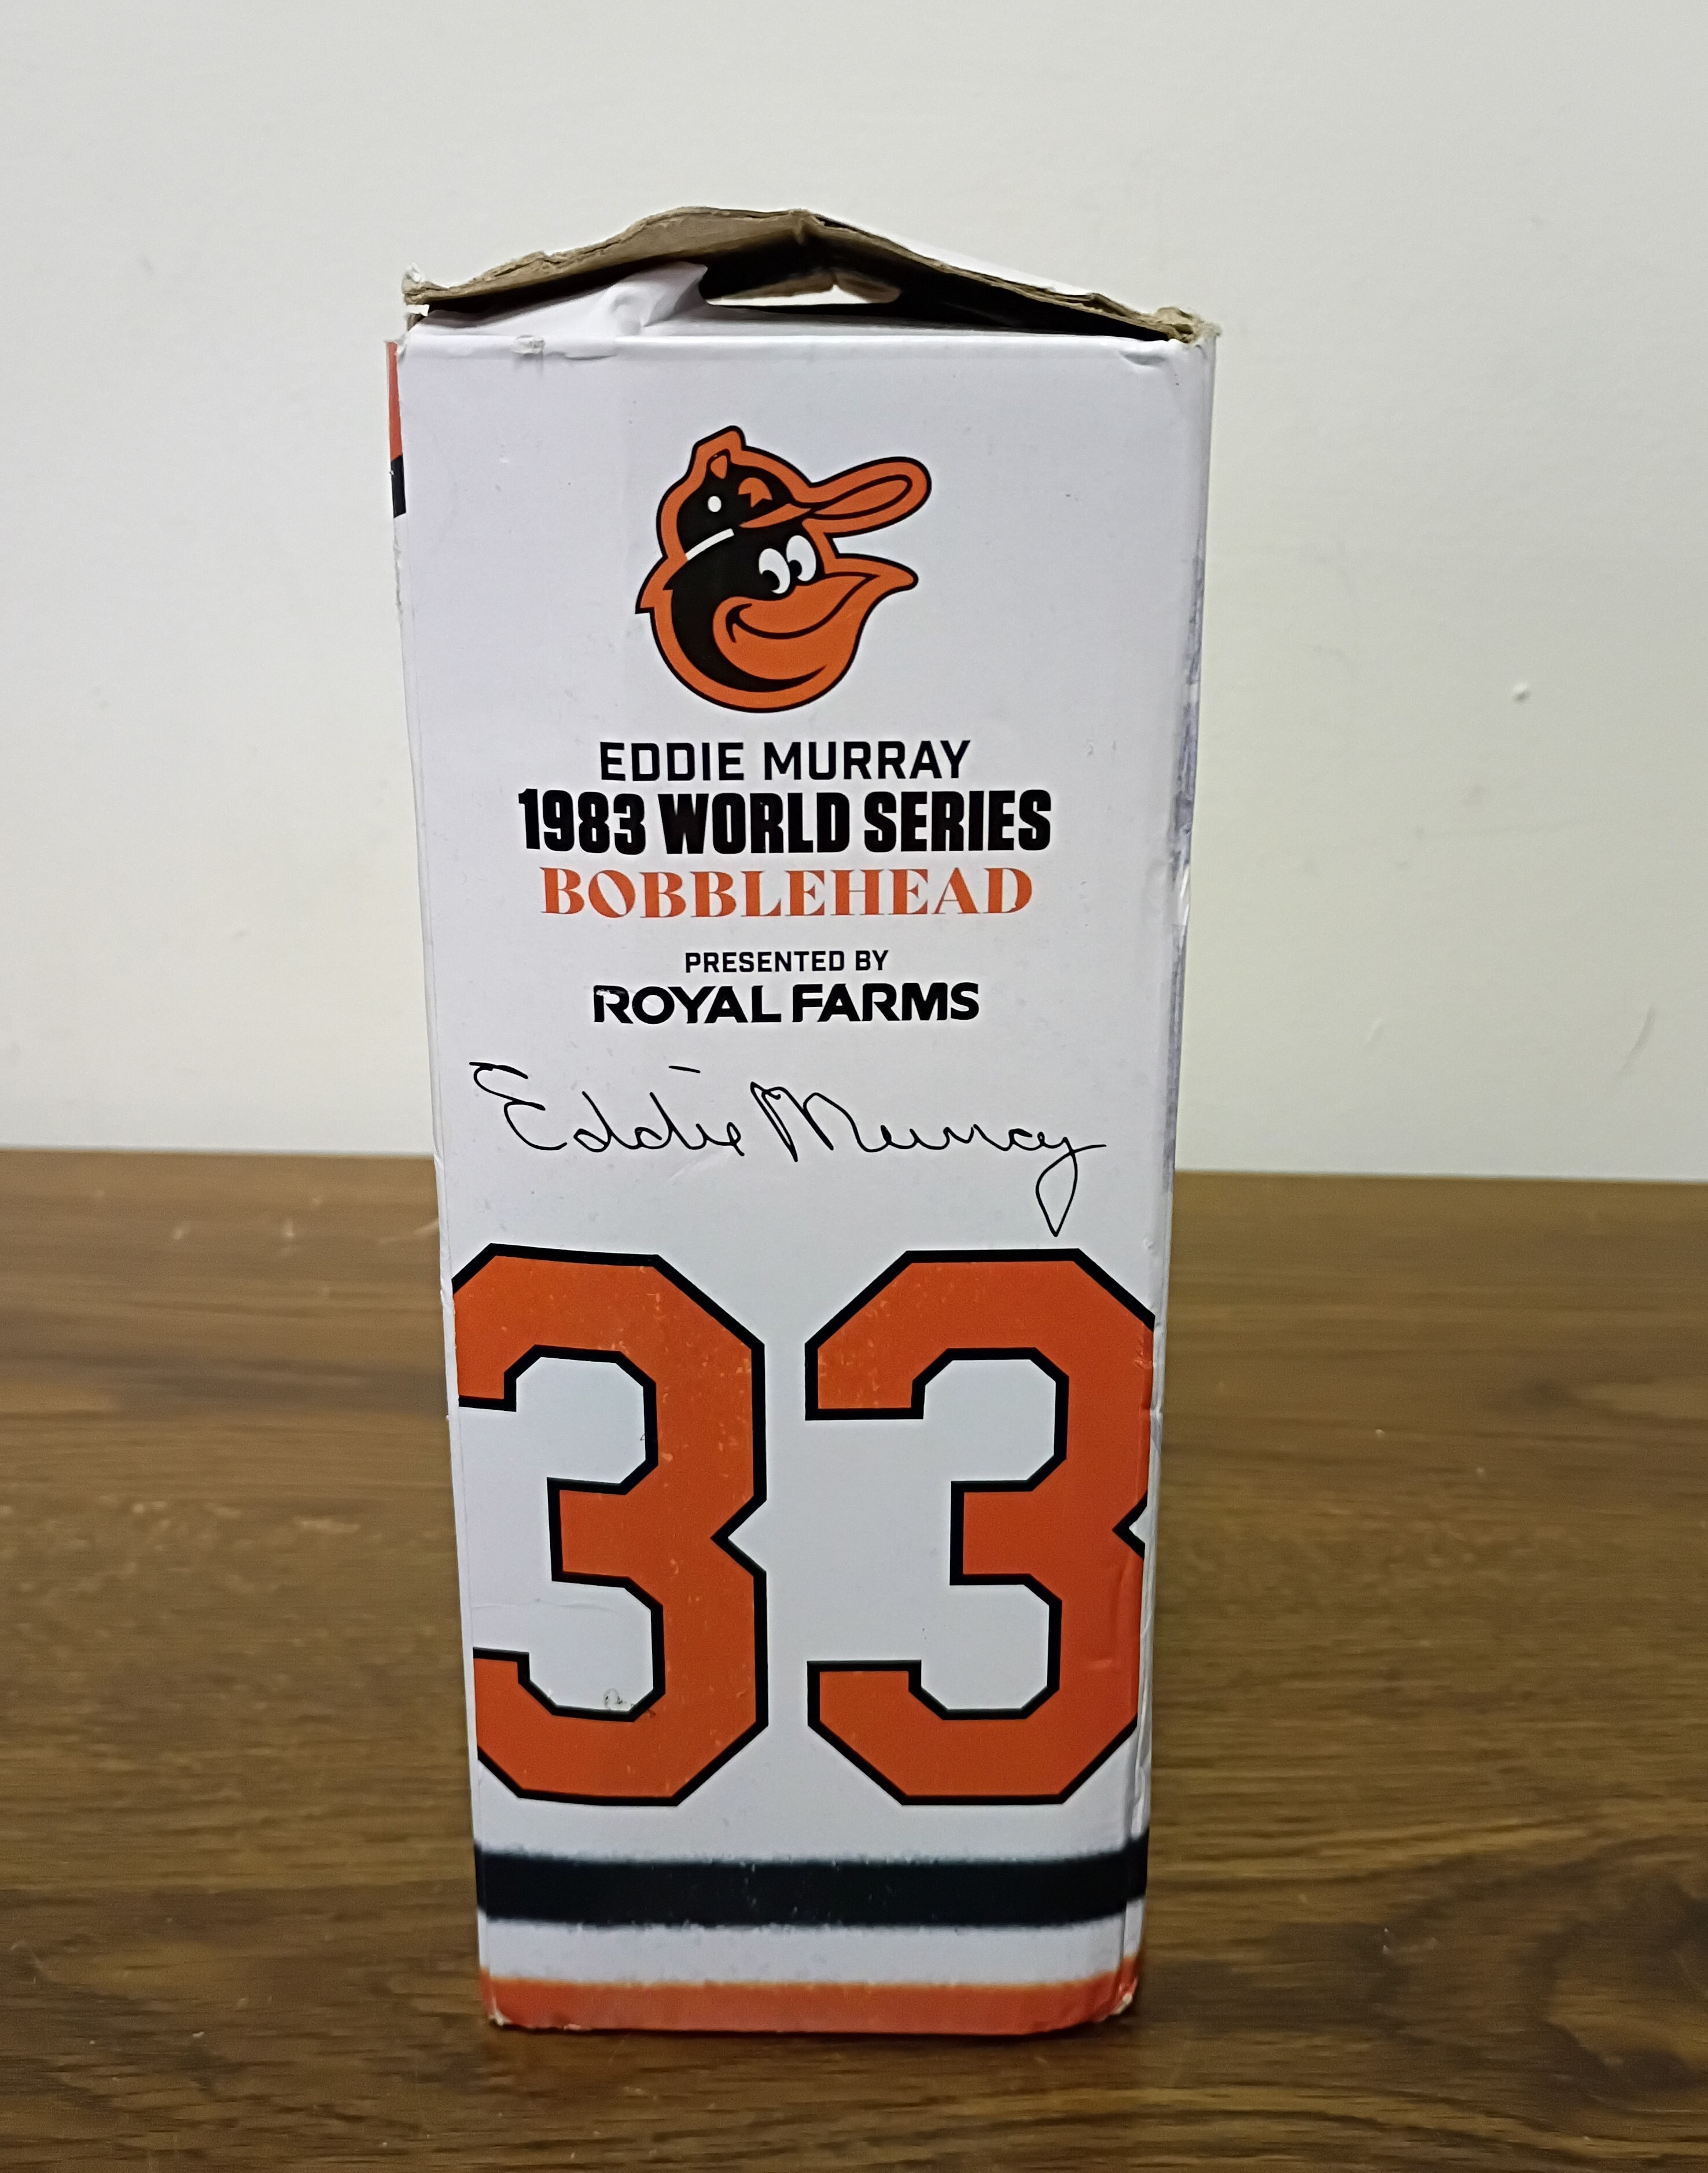 EDDIE MURRAY
1983 WORLD SERIES
BOBBLEHEAD
PRESENTED BY
ROYAL FARMS
Eddie Murray
33